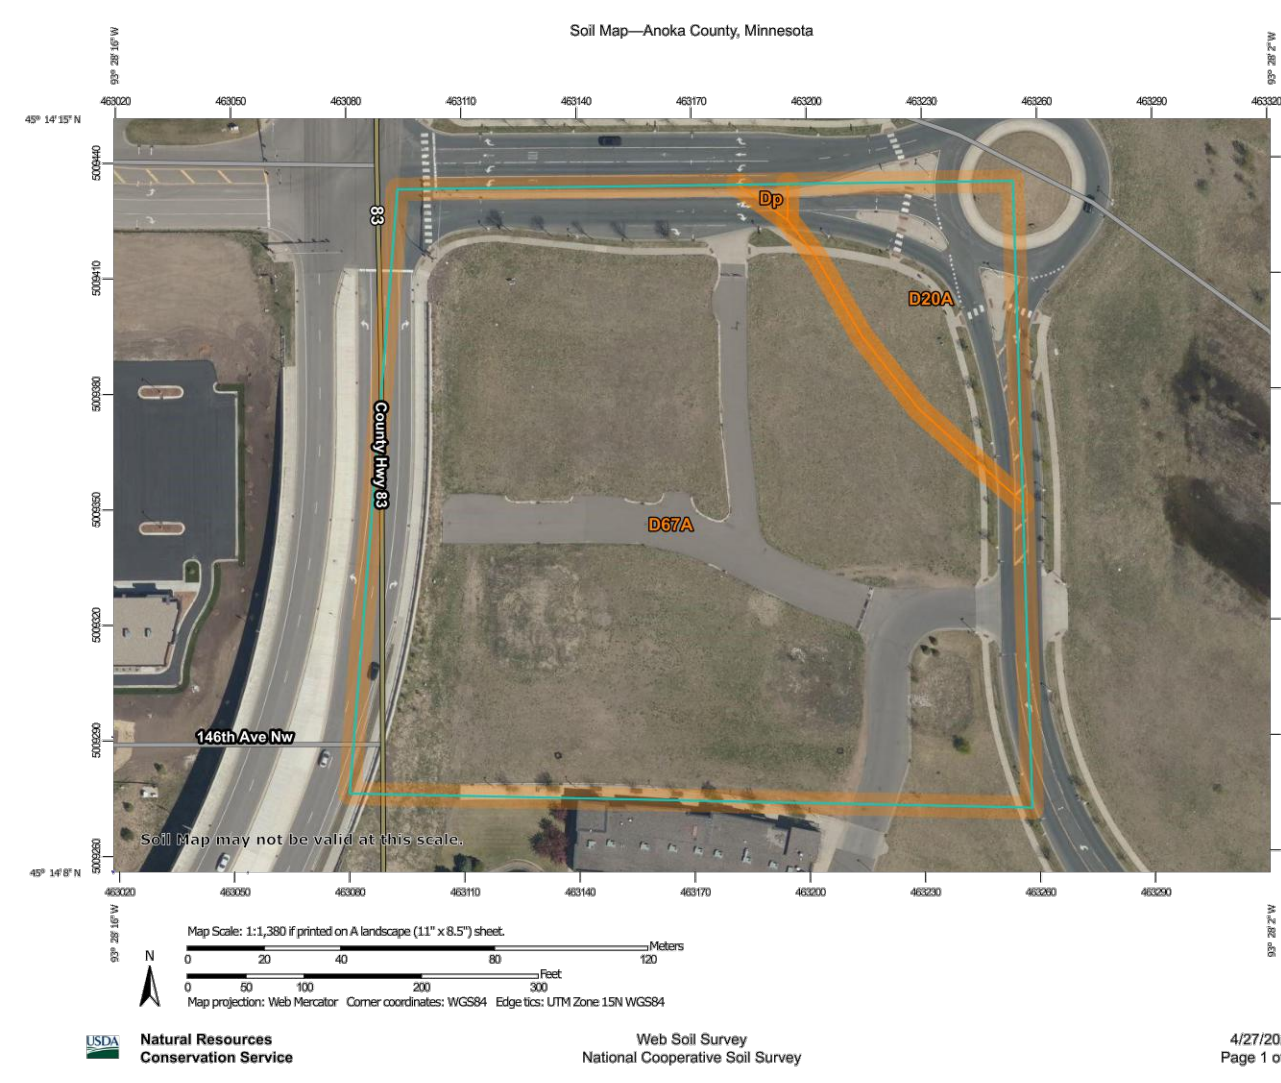 Soil Map—Anoka County, Minnesota
93° 28' 16'' W
93° 28' 2'' W
463020 463050 463080 463110 463140 463170 463200 463230 463260 463290 463320
45° 14' 15'' N
5009440
83
Dp
5009410
D20A
5009380
County Hwy 83
5009350
D67A
5009320
5009290
146th Ave Nw
Soil Map may not be valid at this scale.
5009260
45° 14' 8'' N
463020 463050 463080 463110 463140 463170 463200 463230 463260 463290
93° 28' 16'' W
93° 28' 2'' W
Map Scale: 1:1,380 if printed on A landscape (11" x 8.5") sheet.
N
Meters
0 20 40 80 120
Feet
0 50 100 200 300
Map projection: Web Mercator Corner coordinates: WGS84 Edge tics: UTM Zone 15N WGS84
USDA
Natural Resources
Conservation Service
Web Soil Survey
National Cooperative Soil Survey
4/27/20
Page 1 o